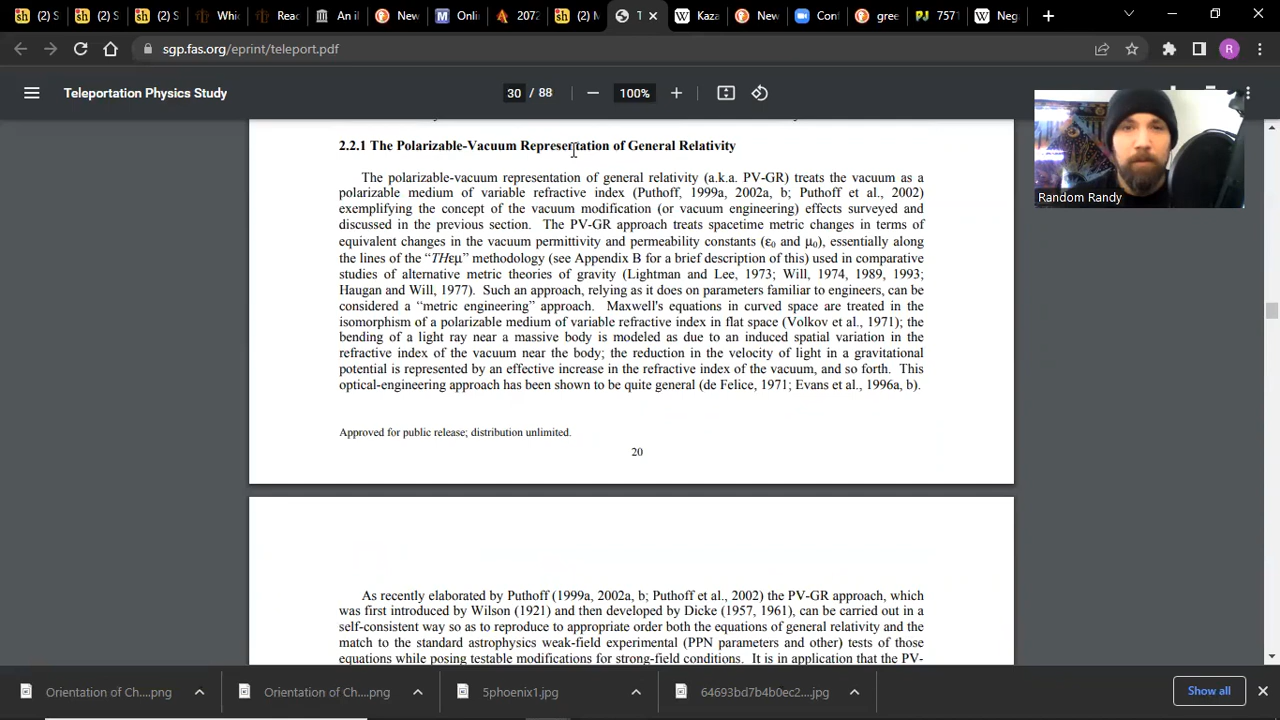 (2) S
(2) S
(2) S
Whi
Rea
An il
New
Onli
2072
(2) M
T
Kaza
New
Conf
gree
7571
Neg
sgp.fas.org/eprint/teleport.pdf
R
Teleportation Physics Study
30 / 88
100%
Random Randy
2.2.1 The Polarizable-Vacuum Representation of General Relativity
The polarizable-vacuum representation of general relativity (a.k.a. PV-GR) treats the vacuum as a
polarizable medium of variable refractive index (Puthoff, 1999a, 2002a, b; Puthoff et al., 2002)
exemplifying the concept of the vacuum modification (or vacuum engineering) effects surveyed and
discussed in the previous section. The PV-GR approach treats spacetime metric changes in terms of
equivalent changes in the vacuum permittivity and permeability constants (ε₀ and μ₀), essentially along
the lines of the “THεμ” methodology (see Appendix B for a brief description of this) used in comparative
studies of alternative metric theories of gravity (Lightman and Lee, 1973; Will, 1974, 1989, 1993;
Haugan and Will, 1977). Such an approach, relying as it does on parameters familiar to engineers, can be
considered a “metric engineering” approach. Maxwell's equations in curved space are treated in the
isomorphism of a polarizable medium of variable refractive index in flat space (Volkov et al., 1971); the
bending of a light ray near a massive body is modeled as due to an induced spatial variation in the
refractive index of the vacuum near the body; the reduction in the velocity of light in a gravitational
potential is represented by an effective increase in the refractive index of the vacuum, and so forth. This
optical-engineering approach has been shown to be quite general (de Felice, 1971; Evans et al., 1996a, b).
Approved for public release; distribution unlimited.
20
As recently elaborated by Puthoff (1999a, 2002a, b; Puthoff et al., 2002) the PV-GR approach, which
was first introduced by Wilson (1921) and then developed by Dicke (1957, 1961), can be carried out in a
self-consistent way so as to reproduce to appropriate order both the equations of general relativity and the
match to the standard astrophysics weak-field experimental (PPN parameters and other) tests of those
equations while posing testable modifications for strong-field conditions. It is in application that the PV-
Orientation of Ch....png
Orientation of Ch....png
5phoenix1.jpg
64693bd7b4b0ec2....jpg
Show all